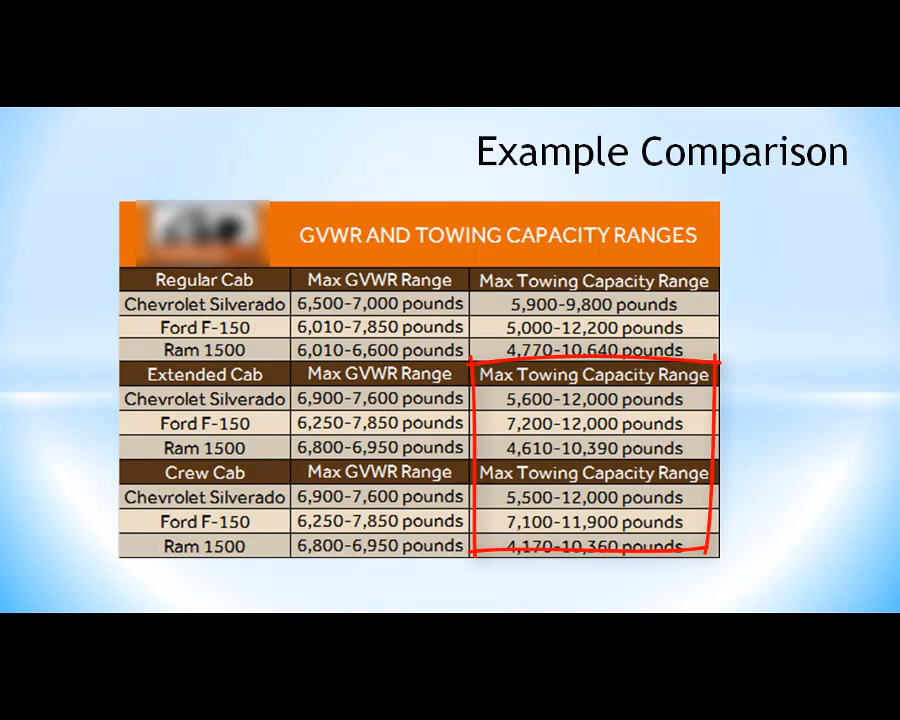 Example Comparison
GVWR AND TOWING CAPACITY RANGES
Regular Cab Max GVWR Range Max Towing Capacity Range
Chevrolet Silverado 6,500-7,000 pounds 5,900-9,800 pounds
Ford F-150 6,010-7,850 pounds 5,000-12,200 pounds
Ram 1500 6,010-6,600 pounds 4,770-10,640 pounds
Extended Cab Max GVWR Range Max Towing Capacity Range
Chevrolet Silverado 6,900-7,600 pounds 5,600-12,000 pounds
Ford F-150 6,250-7,850 pounds 7,200-12,000 pounds
Ram 1500 6,800-6,950 pounds 4,610-10,390 pounds
Crew Cab Max GVWR Range Max Towing Capacity Range
Chevrolet Silverado 6,900-7,600 pounds 5,500-12,000 pounds
Ford F-150 6,250-7,850 pounds 7,100-11,900 pounds
Ram 1500 6,800-6,950 pounds 4,170-10,360 pounds